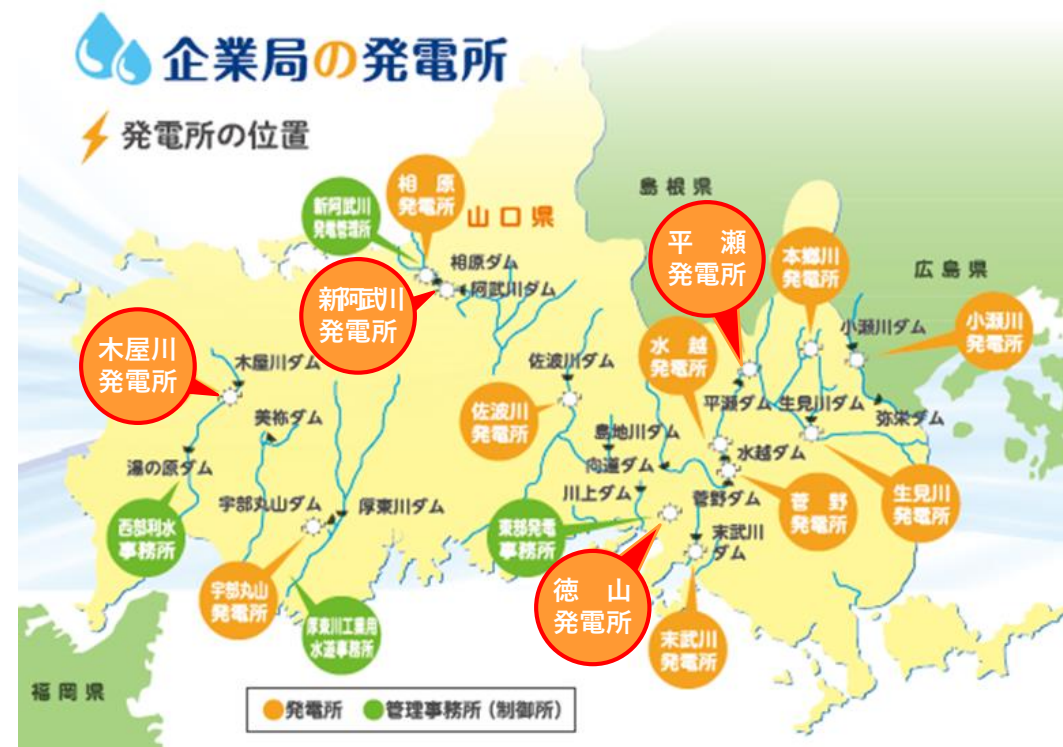 企業局の発電所
発電所の位置
相原
発電所
新阿武川
発電管理所
山口県
島根県
平瀬
発電所
本郷川
発電所
広島県
相原ダム
阿武川ダム
新阿武川
発電所
小瀬川ダム
小瀬川
発電所
木屋川
発電所
木屋川ダム
佐波川ダム
水越
発電所
美祢ダム
佐波川
発電所
平瀬ダム
生見川ダム
弥栄ダム
島地川ダム
水越ダム
湯の原ダム
向道ダム
川上ダム
菅野ダム
菅野
発電所
生見川
発電所
宇部丸山ダム
厚東川ダム
西部利水
事務所
東部発電
事務所
末武川
ダム
宇部丸山
発電所
徳山
発電所
厚東川工業用
水道事務所
末武川
発電所
福岡県
発電所
管理事務所(制御所)